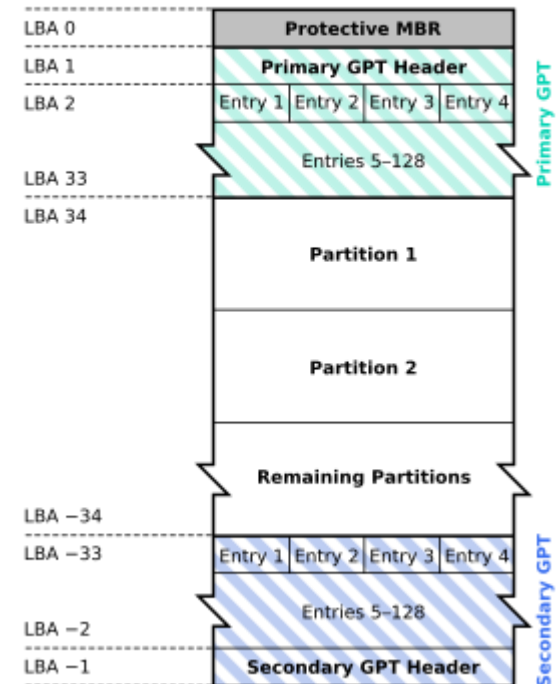 LBA 0
Protective MBR
LBA 1
Primary GPT Header
LBA 2
Entry 1 Entry 2 Entry 3 Entry 4
Entries 5–128
LBA 33
Primary GPT
LBA 34
Partition 1
Partition 2
Remaining Partitions
LBA −34
LBA −33
Entry 1 Entry 2 Entry 3 Entry 4
Entries 5–128
LBA −2
LBA −1
Secondary GPT Header
Secondary GPT